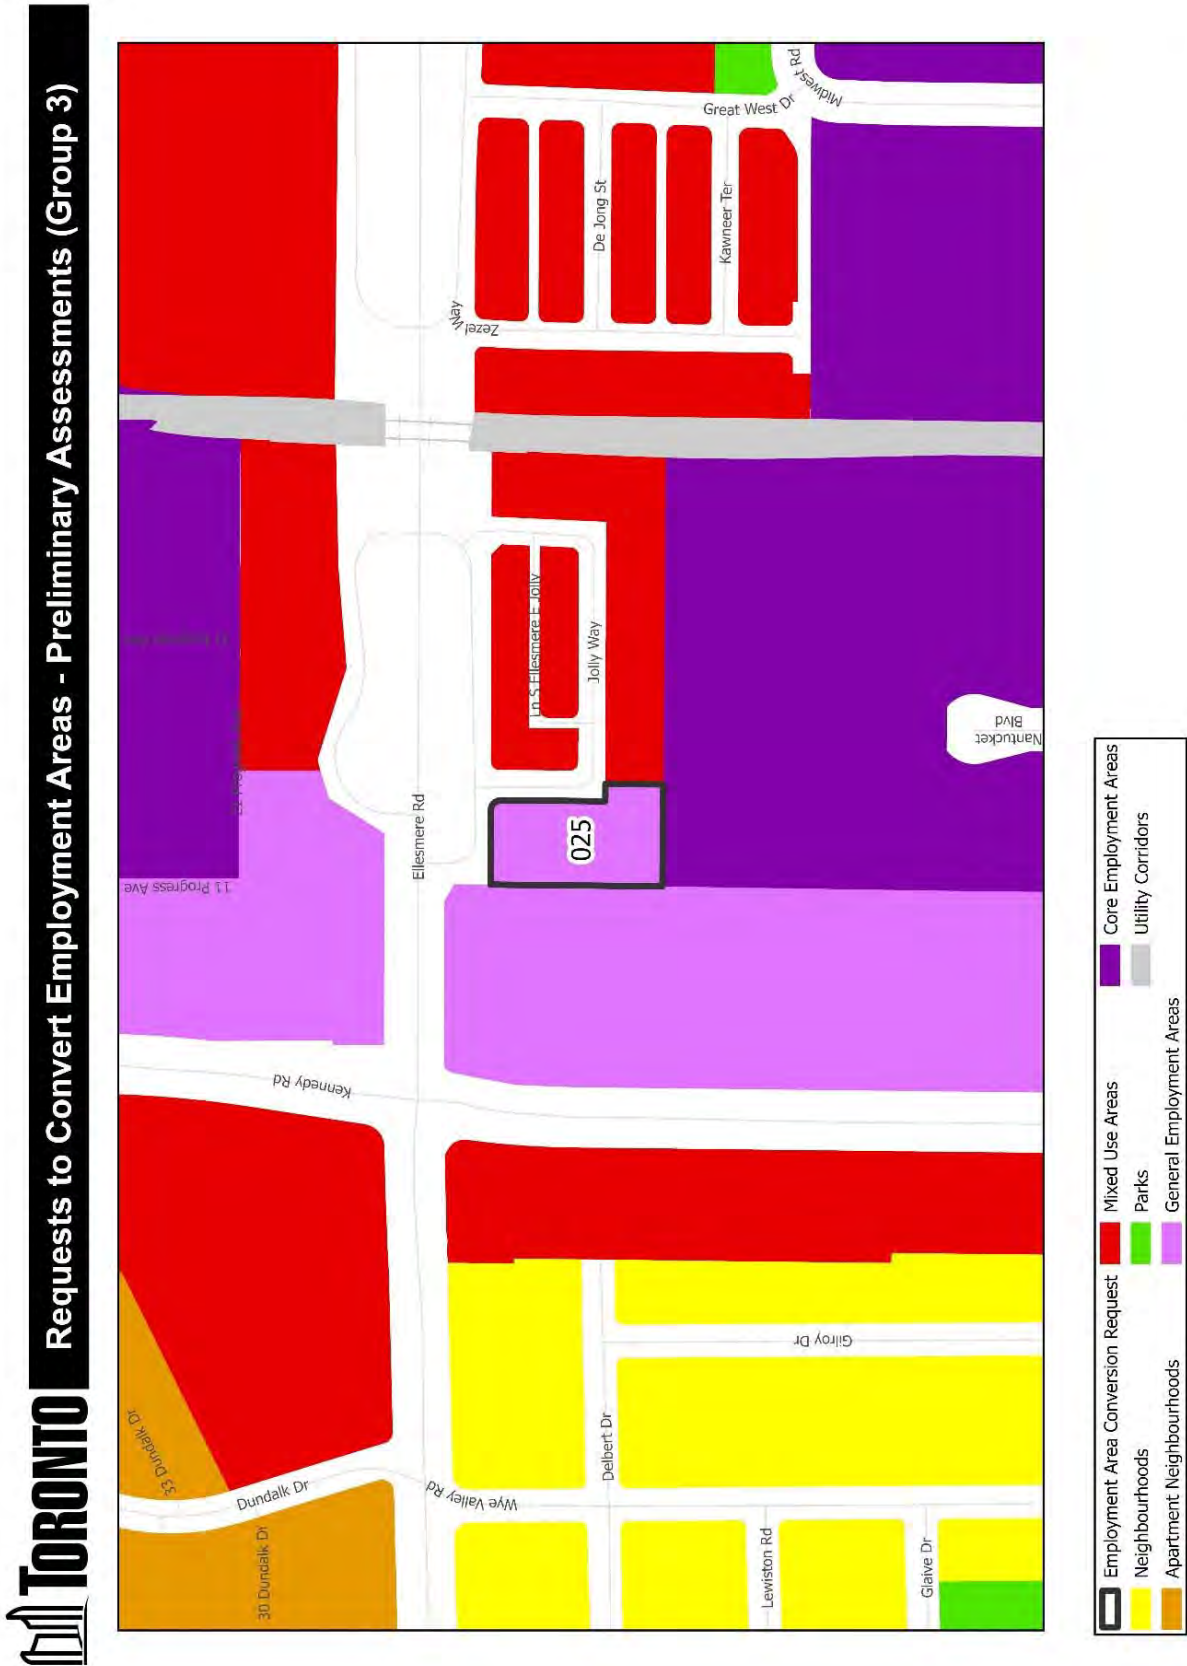 TORONTO
Requests to Convert Employment Areas - Preliminary Assessments (Group 3)
33 Dundalk Dr
Dundalk Dr
30 Dundalk Dr
Kennedy Rd
11 Progress Ave
Ellesmere Rd
Wye Valley Rd
Delbert Dr
Gilroy Dr
Lewiston Rd
Glaive Dr
025
Ln S Ellesmere E Jolly
Jolly Way
Nantucket
Blvd
Zezel Way
De Jong St
Kawneer Ter
Great West Dr
Midwest Rd
Employment Area Conversion Request
Mixed Use Areas
Core Employment Areas
Neighbourhoods
Parks
Utility Corridors
Apartment Neighbourhoods
General Employment Areas